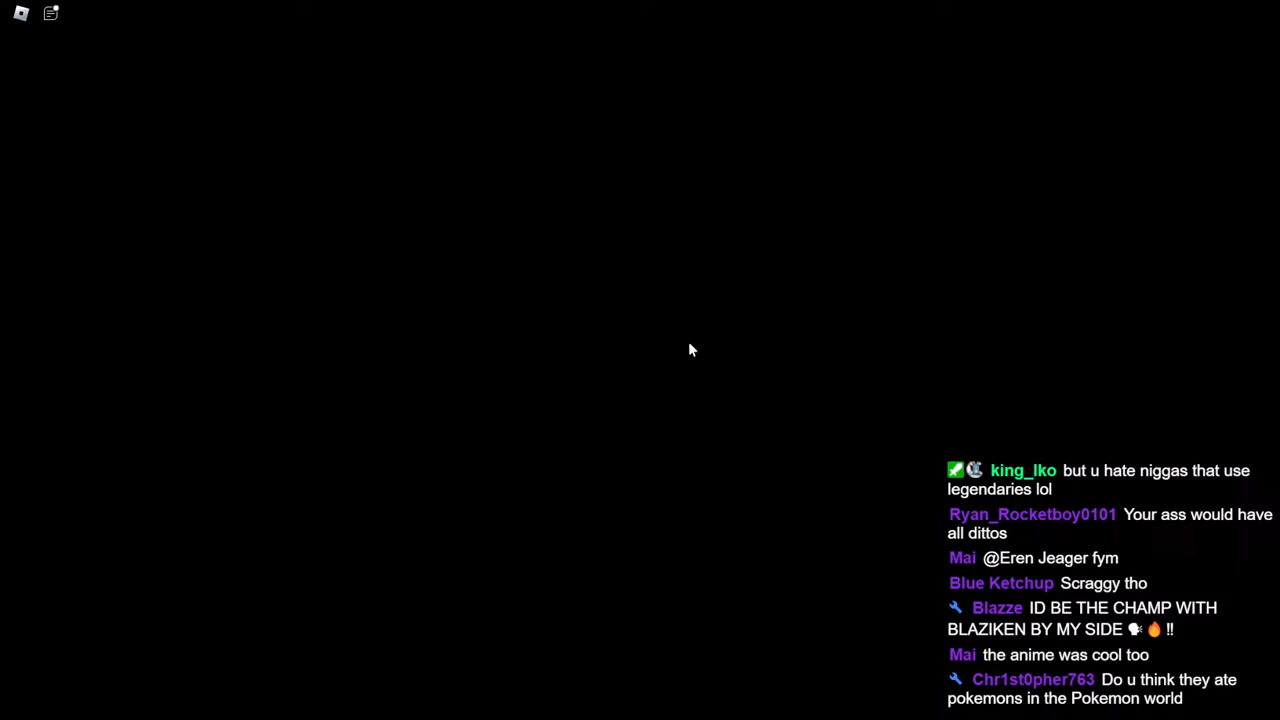 king_lko but u hate niggas that use
legendaries lol
Ryan_Rocketboy0101 Your ass would have
all dittos
Mai @Eren Jeager fym
Blue Ketchup Scraggy tho
Blazze ID BE THE CHAMP WITH
BLAZIKEN BY MY SIDE 🗣🔥 ‼
Mai the anime was cool too
Chr1st0pher763 Do u think they ate
pokemons in the Pokemon world